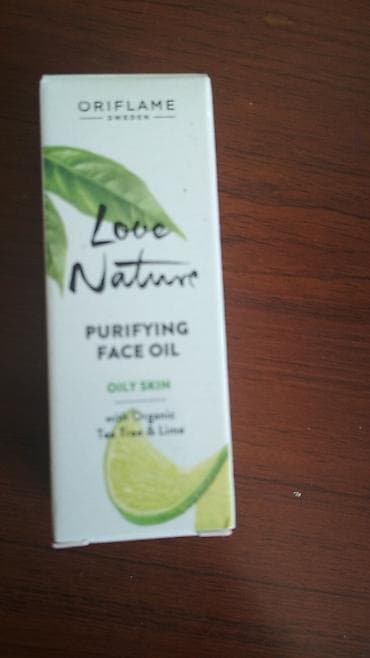 ORIFLAME
SWEDEN
Love
Nature
PURIFYING
FACE OIL
OILY SKIN
with Organic
Tea Tree & Lime